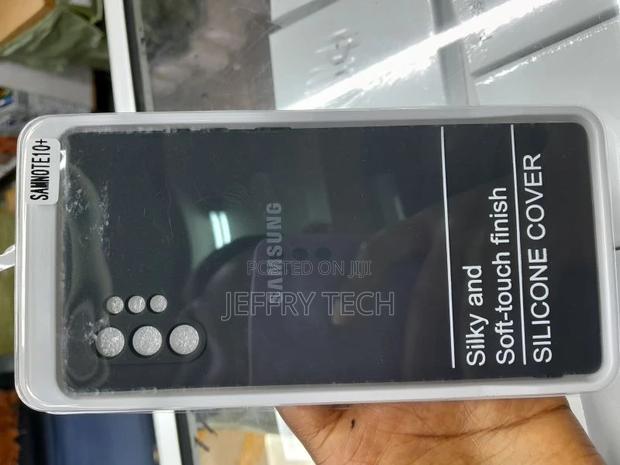 SAMNOTE10+
SAMSUNG
Silky and
Soft-touch finish
SILICONE COVER
POSTED ON JIJI
JEFFRY TECH